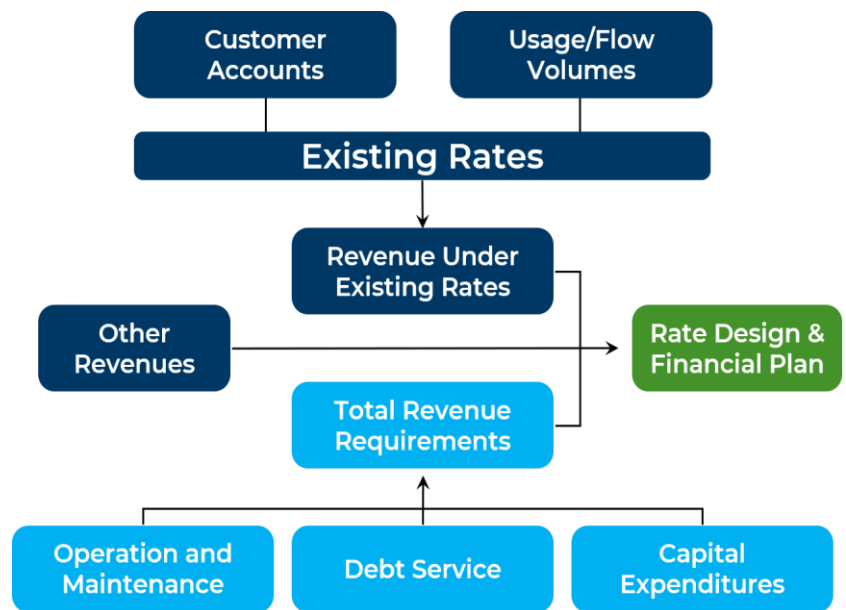 Customer
Accounts
Usage/Flow
Volumes
Existing Rates
Revenue Under
Existing Rates
Other
Revenues
Rate Design &
Financial Plan
Total Revenue
Requirements
Operation and
Maintenance
Debt Service
Capital
Expenditures